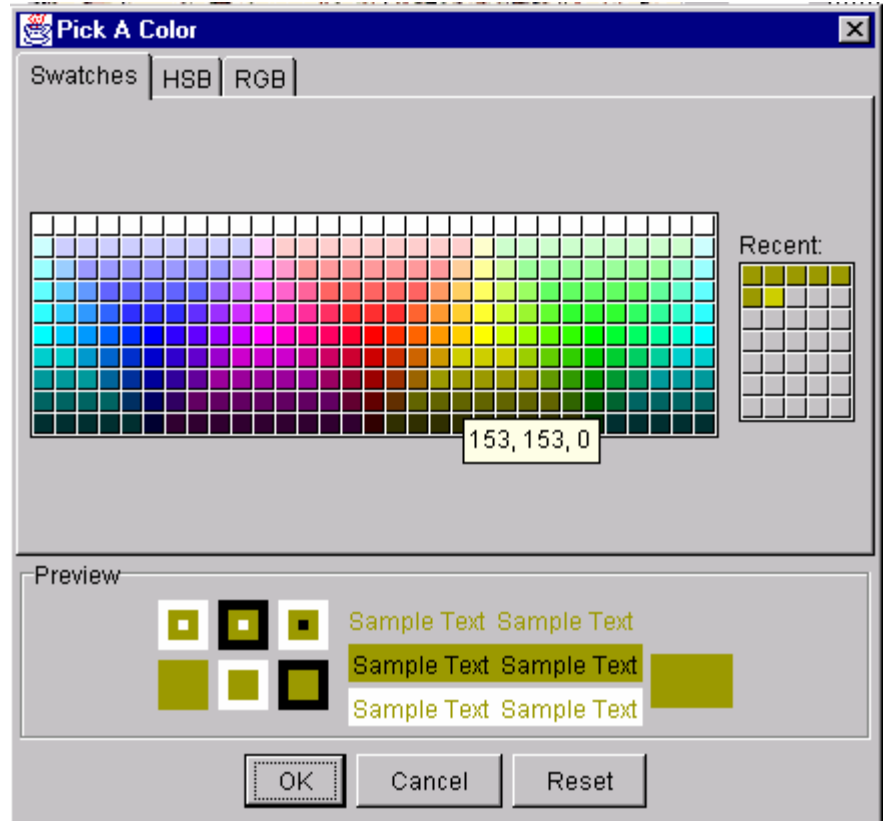 Pick A Color
Swatches HSB RGB
Recent:
153, 153, 0
Preview
Sample Text Sample Text
Sample Text Sample Text
Sample Text Sample Text
OK Cancel Reset